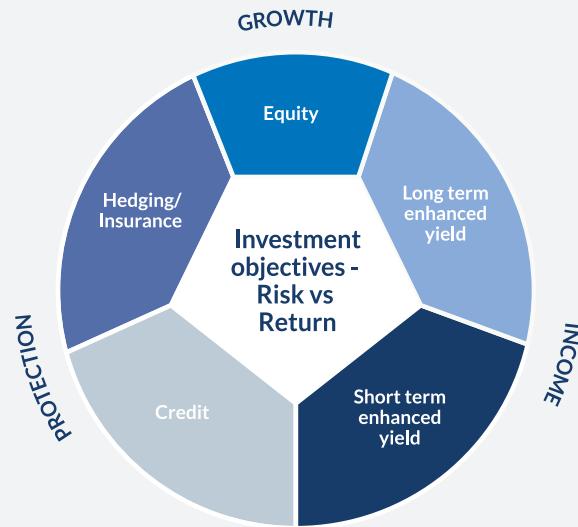 GROWTH
Equity
Hedging/
Insurance
Long term
enhanced
yield
Investment
objectives -
Risk vs
Return
PROTECTION
INCOME
Credit
Short term
enhanced
yield